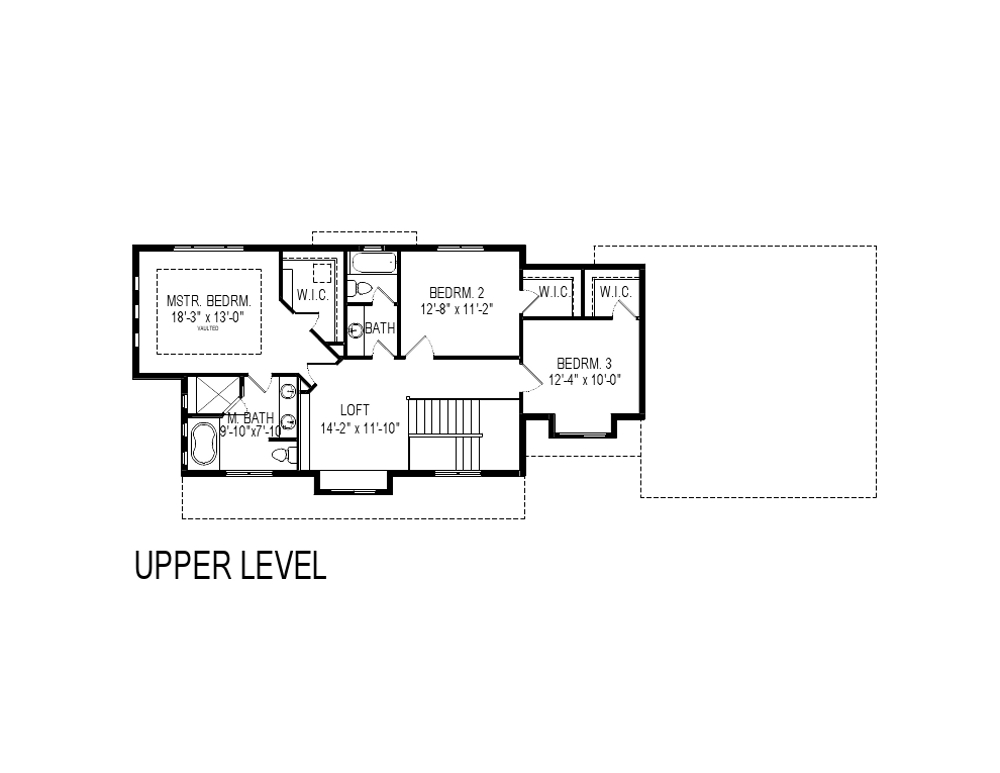 MSTR. BEDRM.
18'-3" x 13'-0"
VAULTED
W.I.C.
BATH
BEDRM. 2
12'-8" x 11'-2"
W.I.C.
W.I.C.
BEDRM. 3
12'-4" x 10'-0"
M. BATH
9'-10"x7'-10"
LOFT
14'-2" x 11'-10"
UPPER LEVEL